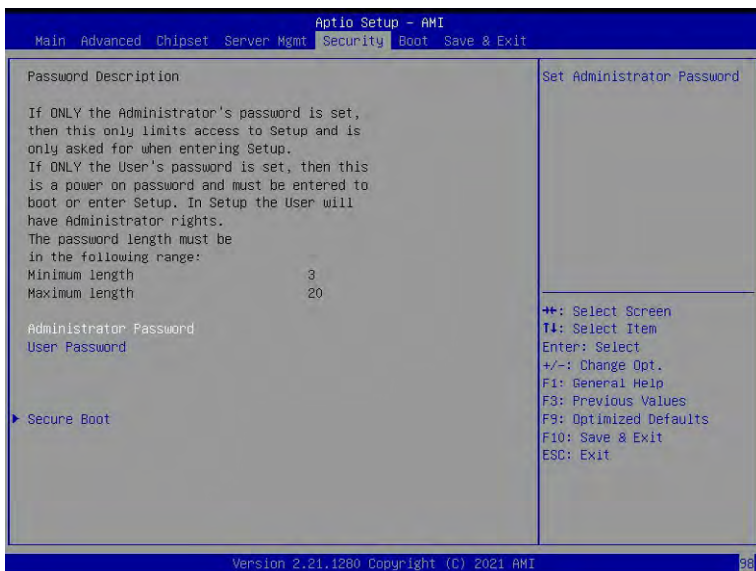 Aptio Setup - AMI
Main Advanced Chipset Server Mgmt Security Boot Save & Exit
Password Description
If ONLY the Administrator's password is set,
then this only limits access to Setup and is
only asked for when entering Setup.
If ONLY the User's password is set, then this
is a power on password and must be entered to
boot or enter Setup. In Setup the User will
have Administrator rights.
The password length must be
in the following range:
Minimum length 3
Maximum length 20
Administrator Password
User Password
▶ Secure Boot
Set Administrator Password
→←: Select Screen
↑↓: Select Item
Enter: Select
+/-: Change Opt.
F1: General Help
F3: Previous Values
F9: Optimized Defaults
F10: Save & Exit
ESC: Exit
Version 2.21.1280 Copyright (C) 2021 AMI
98